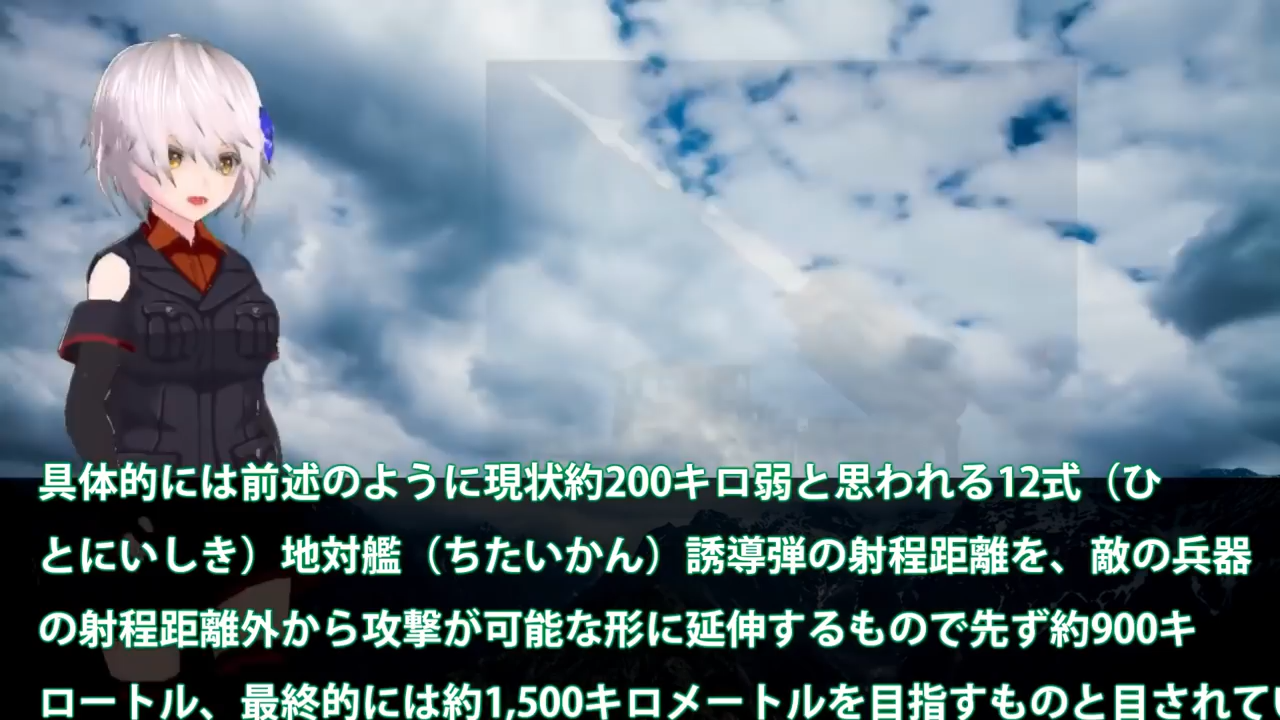 具体的には前述のように現状約200キロ弱と思われる12式（ひ
とにいしき）地対艦（ちたいかん）誘導弾の射程距離を、敵の兵器
の射程距離外から攻撃が可能な形に延伸するもので先ず約900キ
ロートル、最終的には約1,500キロメートルを目指すものと目されて